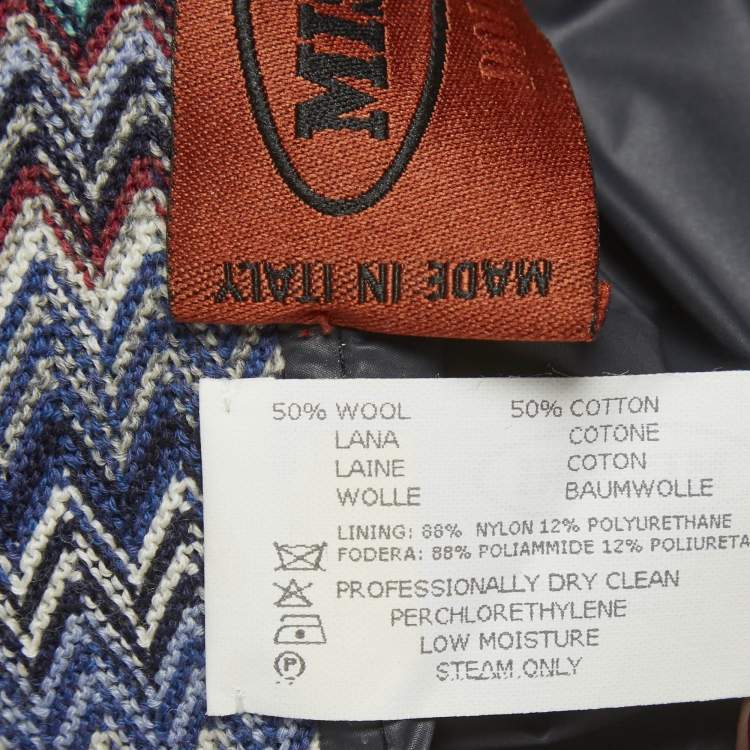 MADE IN ITALY
50% WOOL 50% COTTON
LANA COTONE
LAINE COTON
WOLLE BAUMWOLLE
LINING: 88% NYLON 12% POLYURETHANE
FODERA: 88% POLIAMMIDE 12% POLIURETA
PROFESSIONALLY DRY CLEAN
PERCHLORETHYLENE
LOW MOISTURE
STEAM ONLY
P